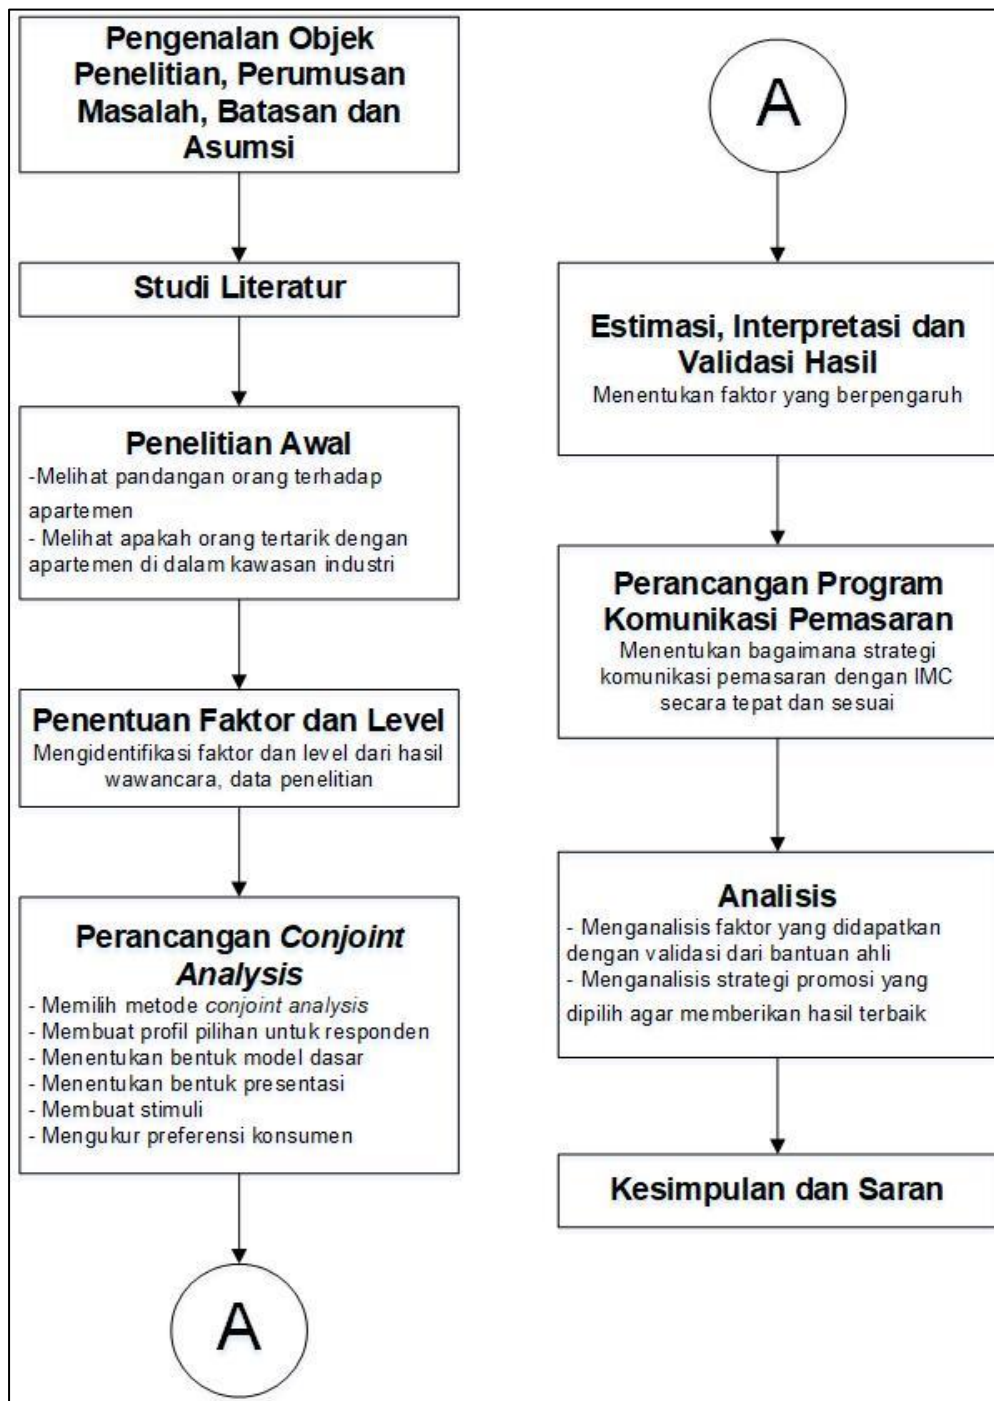 Pengenalan Objek
Penelitian, Perumusan
Masalah, Batasan dan
Asumsi
Studi Literatur
Penelitian Awal
-Melihat pandangan orang terhadap
apartemen
- Melihat apakah orang tertarik dengan
apartemen di dalam kawasan industri
Penentuan Faktor dan Level
Mengidentifikasi faktor dan level dari hasil
wawancara, data penelitian
Perancangan Conjoint
Analysis
- Memilih metode conjoint analysis
- Membuat profil pilihan untuk responden
- Menentukan bentuk model dasar
- Menentukan bentuk presentasi
- Membuat stimuli
- Mengukur preferensi konsumen
A
A
Estimasi, Interpretasi dan
Validasi Hasil
Menentukan faktor yang berpengaruh
Perancangan Program
Komunikasi Pemasaran
Menentukan bagaimana strategi
komunikasi pemasaran dengan IMC
secara tepat dan sesuai
Analisis
- Menganalisis faktor yang didapatkan
dengan validasi dari bantuan ahli
- Menganalisis strategi promosi yang
dipilih agar memberikan hasil terbaik
Kesimpulan dan Saran